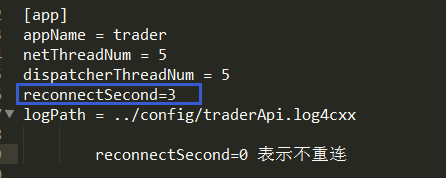 [app]
appName = trader
netThreadNum = 5
dispatcherThreadNum = 5
reconnectSecond=3
logPath = ../config/traderApi.log4cxx
reconnectSecond=0 表示不重连